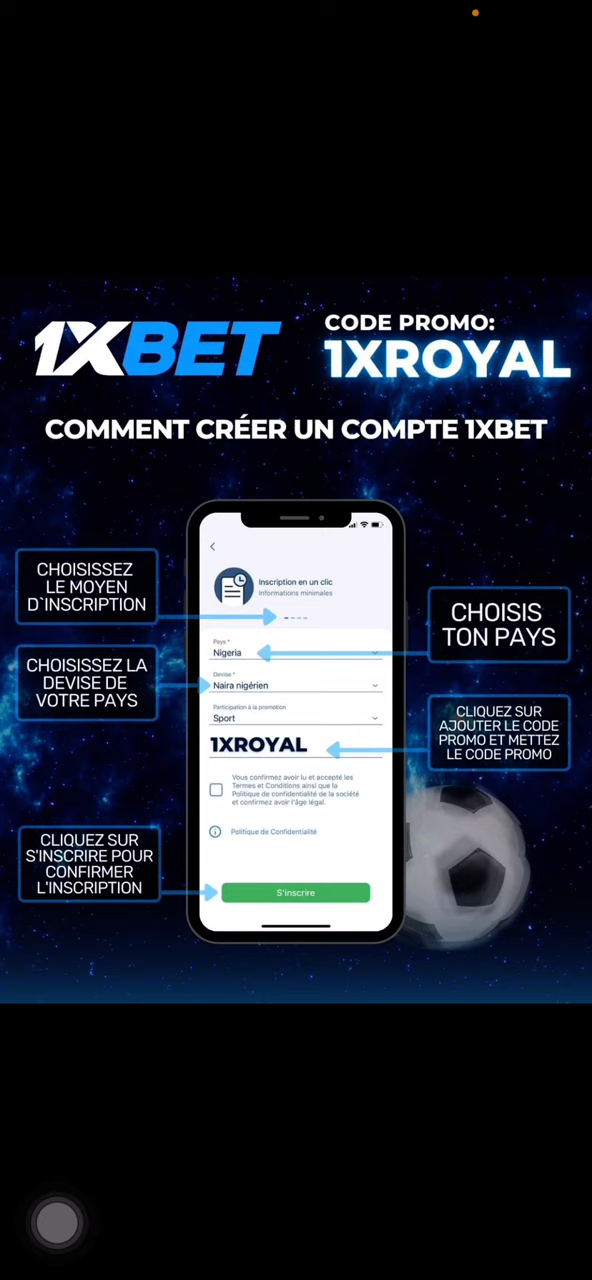 1XBET
CODE PROMO:
1XROYAL
COMMENT CRÉER UN COMPTE 1XBET
CHOISISSEZ
LE MOYEN
D`INSCRIPTION
CHOISISSEZ LA
DEVISE DE
VOTRE PAYS
CLIQUEZ SUR
S'INSCRIRE POUR
CONFIRMER
L'INSCRIPTION
Inscription en un clic
Informations minimales
Pays *
Nigeria
Devise *
Naira nigérien
Participation à la promotion
Sport
1XROYAL
Vous confirmez avoir lu et accepté les
Termes et Conditions ainsi que la
Politique de confidentialité de la société
et confirmez avoir l'âge légal.
Politique de Confidentialité
S'inscrire
CHOISIS
TON PAYS
CLIQUEZ SUR
AJOUTER LE CODE
PROMO ET METTEZ
LE CODE PROMO